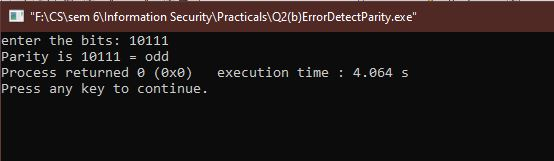 "F:\CS\sem 6\Information Security\Practicals\Q2(b)ErrorDetectParity.exe"
enter the bits: 10111
Parity is 10111 = odd
Process returned 0 (0x0)   execution time : 4.064 s
Press any key to continue.